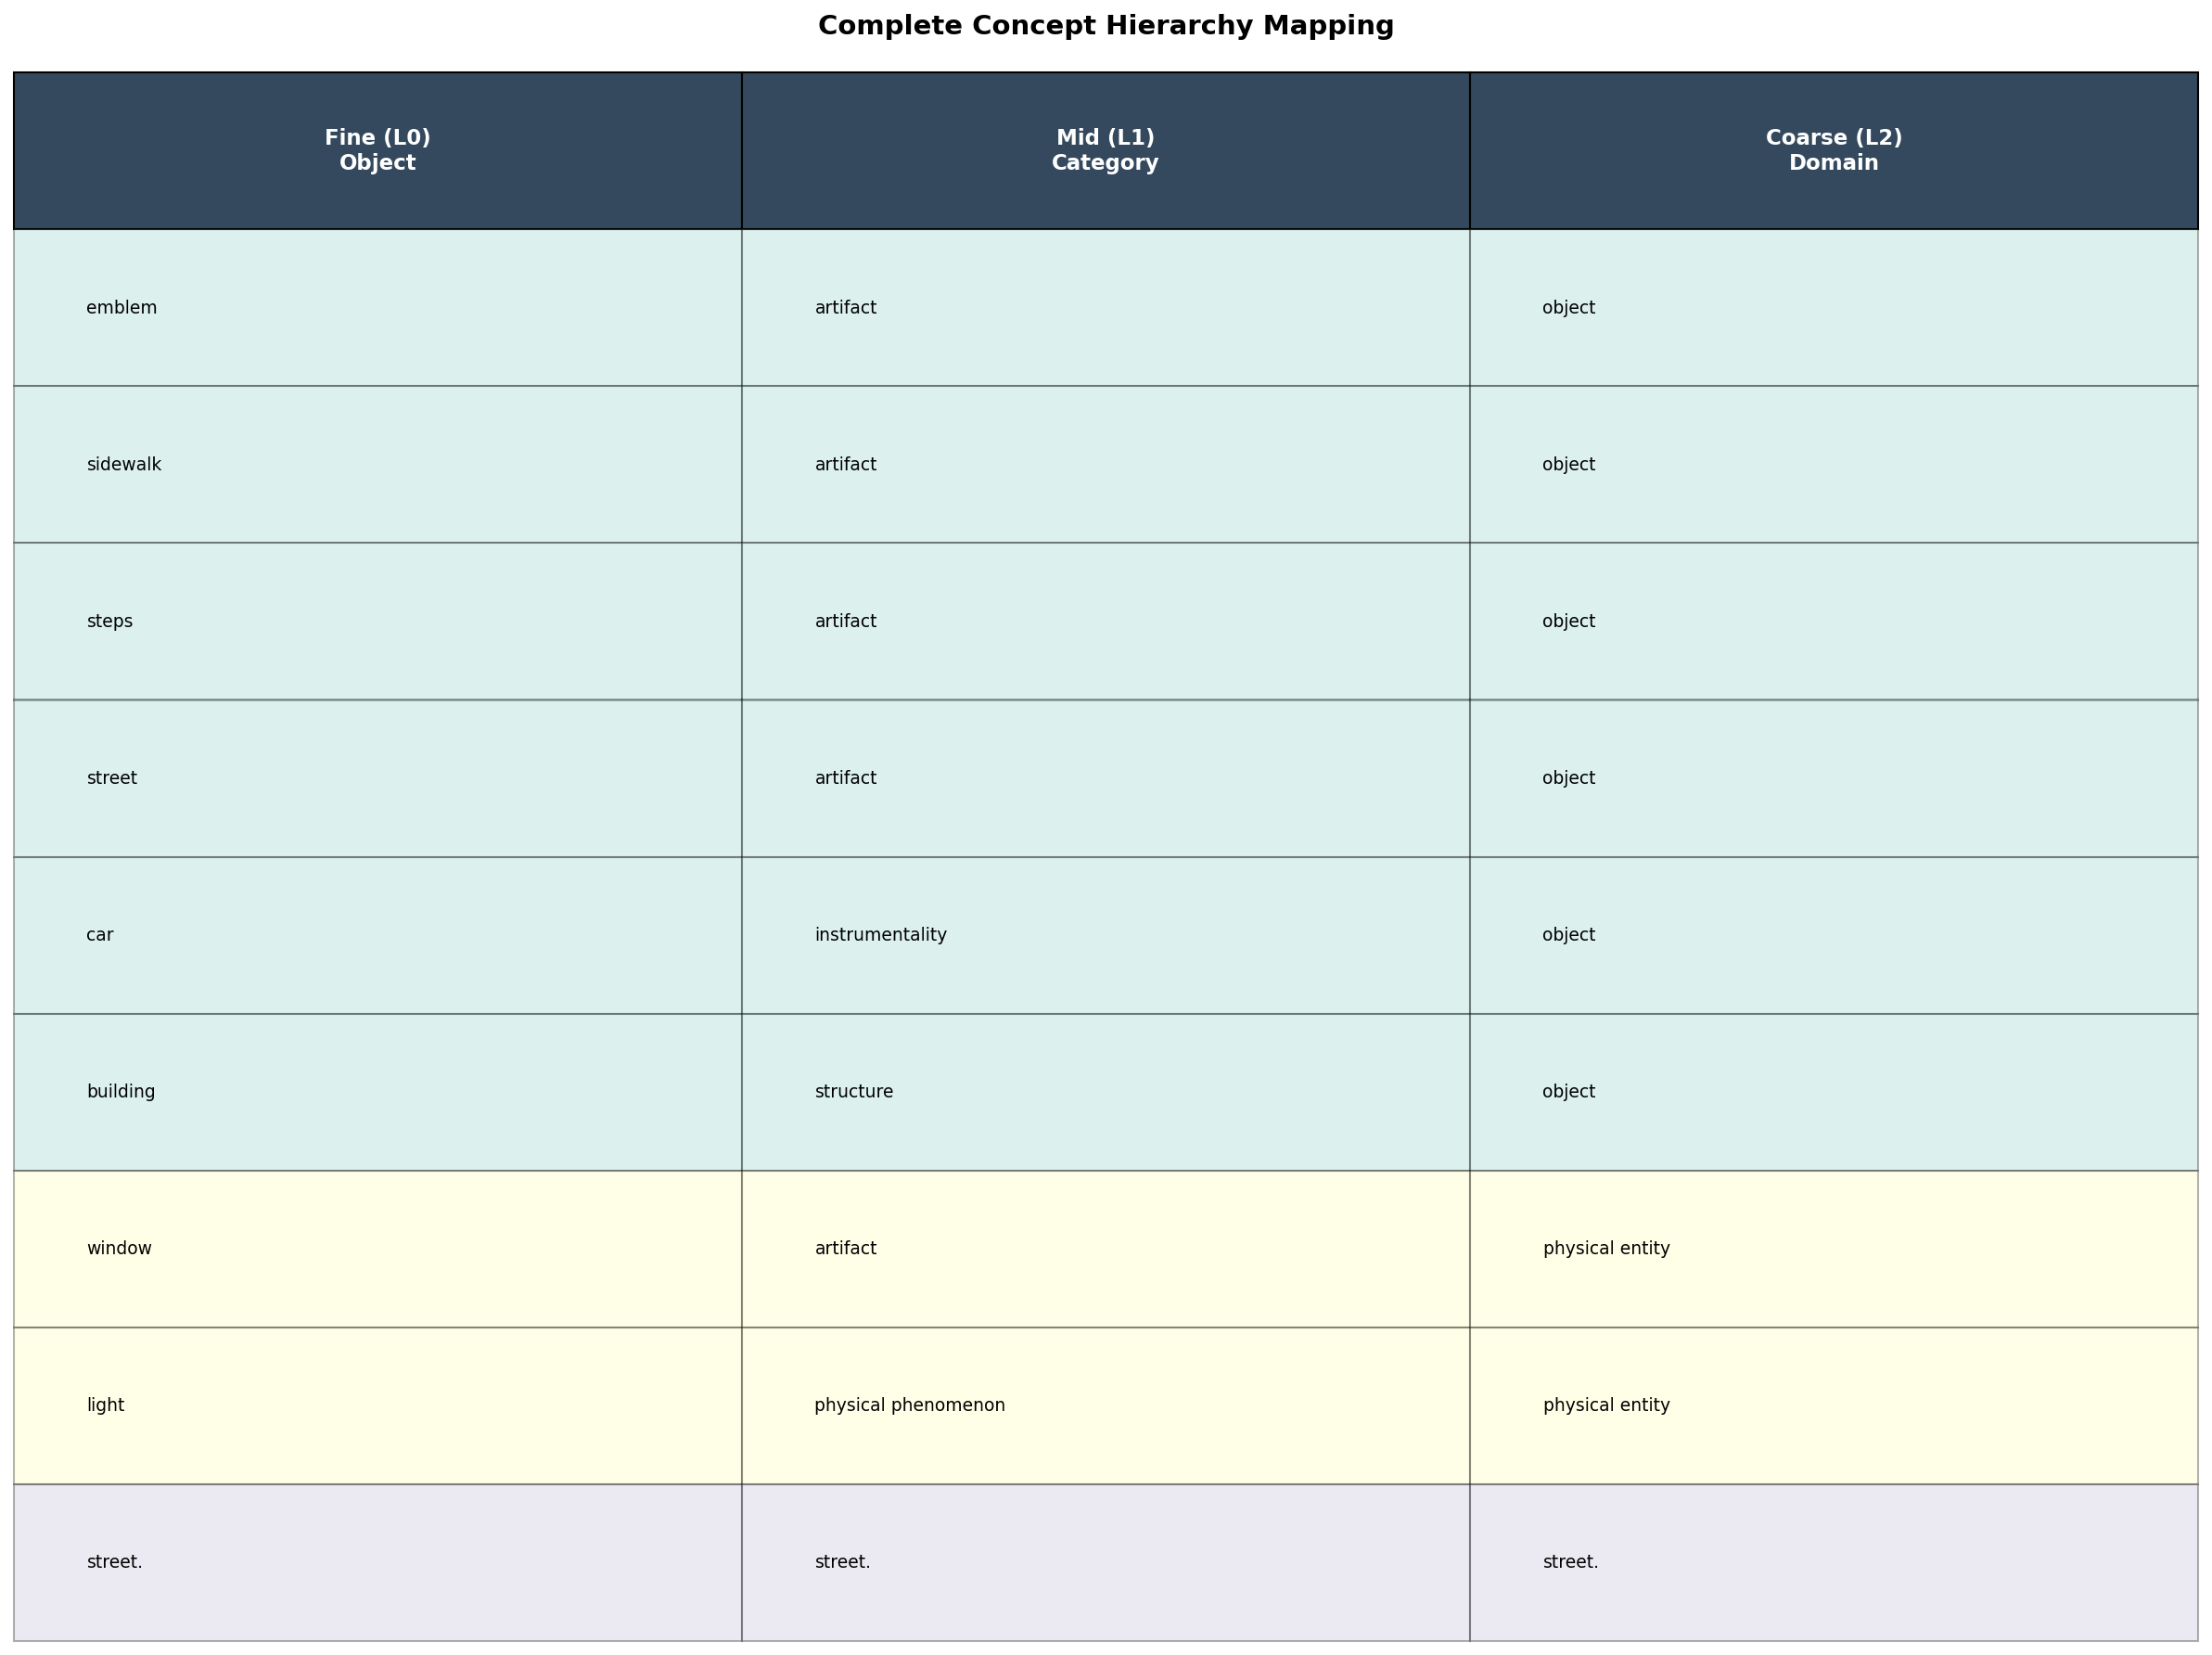 Complete Concept Hierarchy Mapping
Fine (L0)
Object
Mid (L1)
Category
Coarse (L2)
Domain
emblem artifact object
sidewalk artifact object
steps artifact object
street artifact object
car instrumentality object
building structure object
window artifact physical entity
light physical phenomenon physical entity
street. street. street.